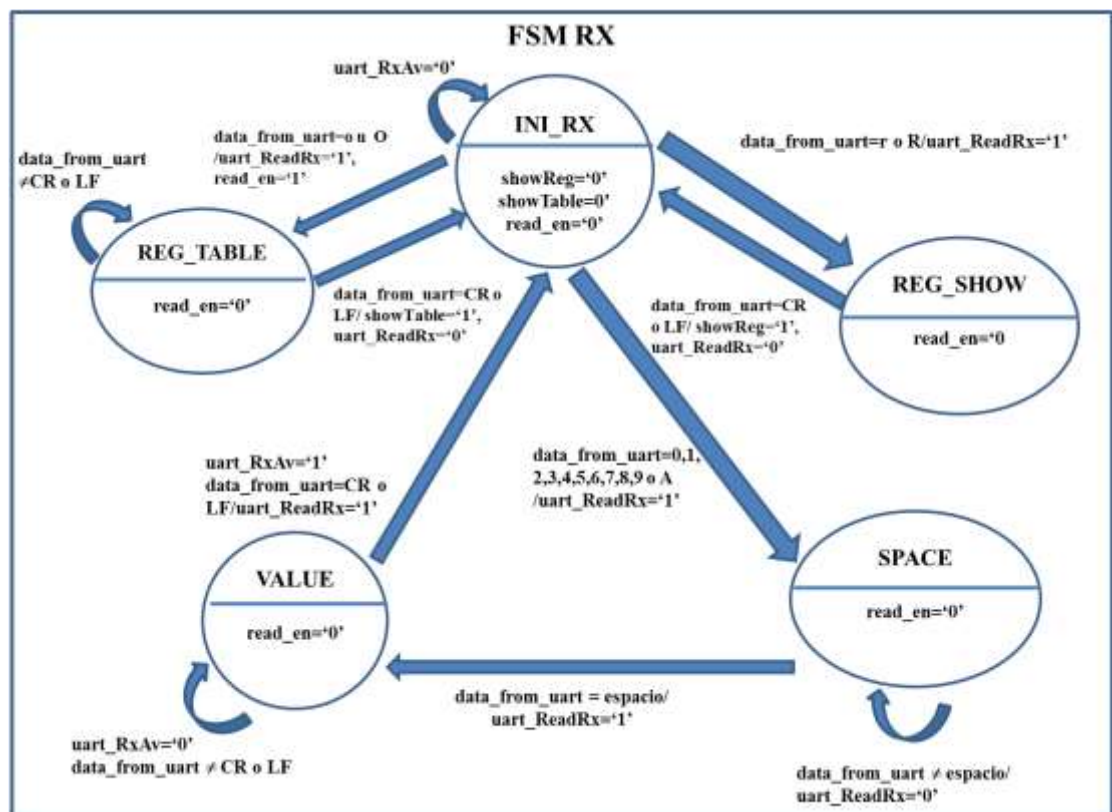 FSM RX
uart_RxAv=‘0’
INI_RX
showReg=‘0’
showTable=0’
read_en=‘0’
data_from_uart=o u O
/uart_ReadRx=‘1’,
read_en=‘1’
data_from_uart=r o R/uart_ReadRx=‘1’
data_from_uart
≠CR o LF
REG_TABLE
read_en=‘0’
data_from_uart=CR o
LF/ showTable=‘1’,
uart_ReadRx=‘0’
data_from_uart=CR
o LF/ showReg=‘1’,
uart_ReadRx=‘0’
REG_SHOW
read_en=‘0
uart_RxAv=‘1’
data_from_uart=CR o
LF/uart_ReadRx=‘1’
data_from_uart=0,1,
2,3,4,5,6,7,8,9 o A
/uart_ReadRx=‘1’
VALUE
read_en=‘0’
SPACE
read_en=‘0’
data_from_uart = espacio/
uart_ReadRx=‘1’
uart_RxAv=‘0’
data_from_uart ≠ CR o LF
data_from_uart ≠ espacio/
uart_ReadRx=‘0’